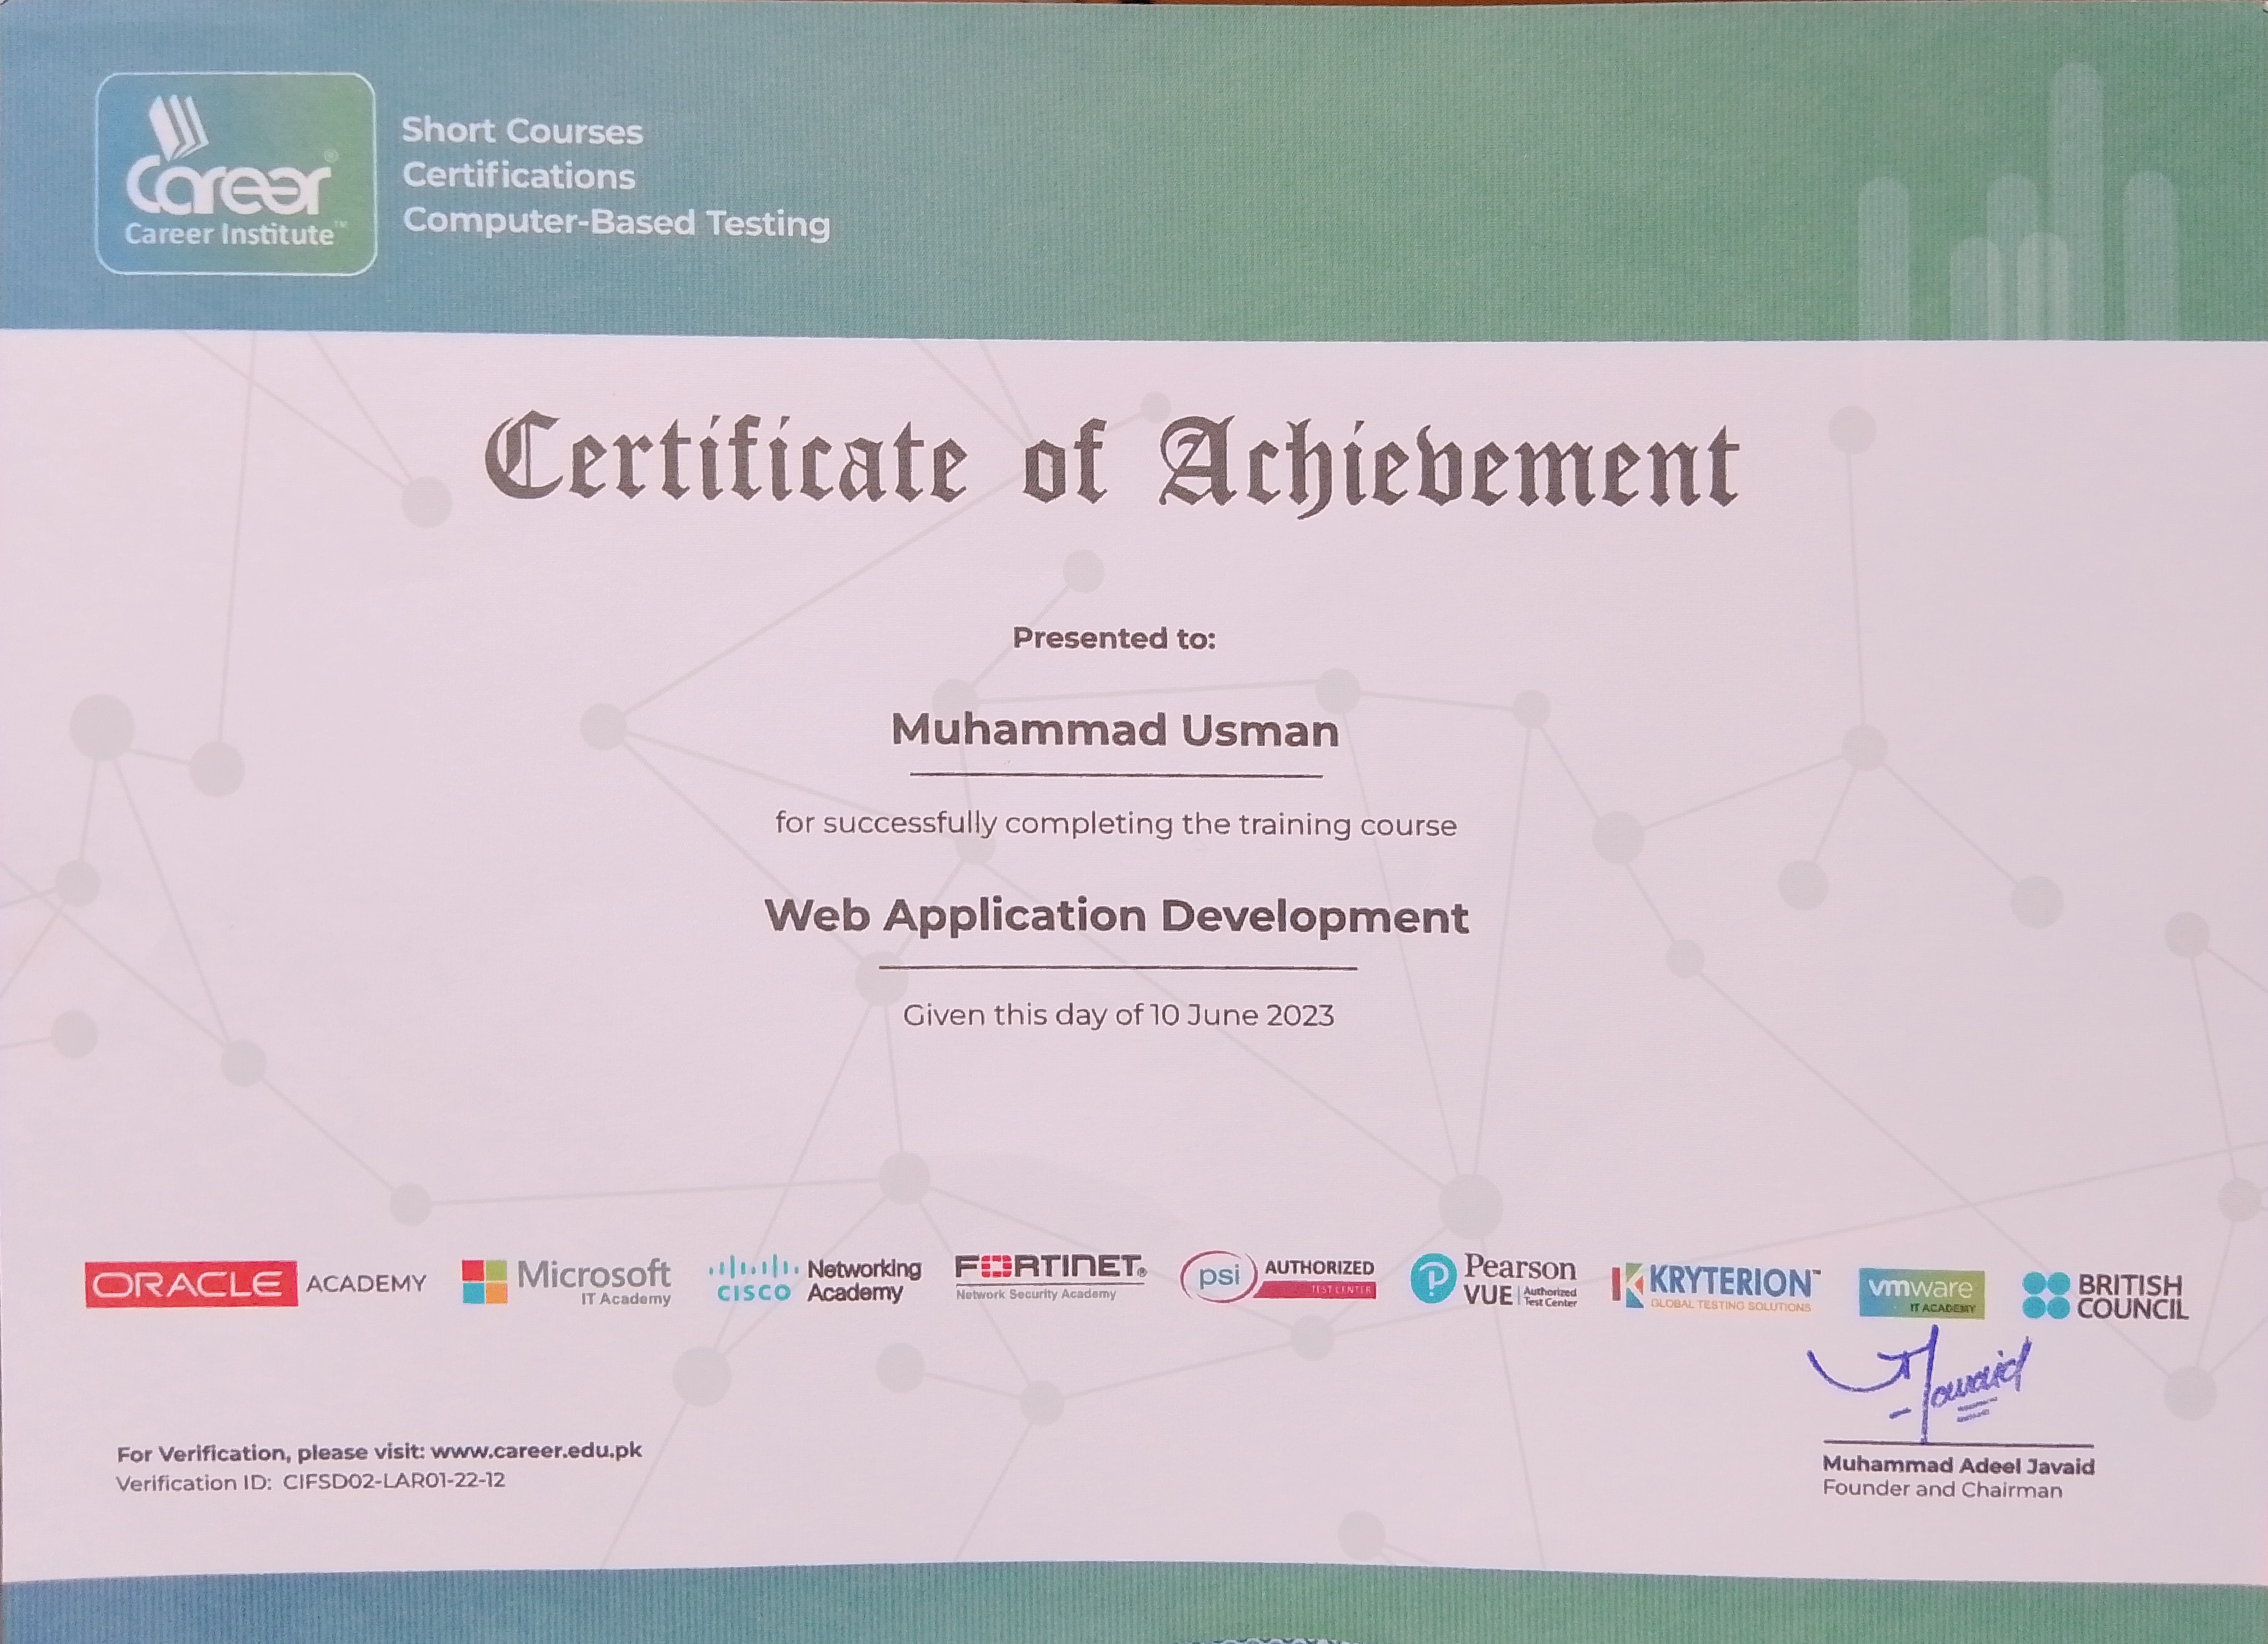 Career®
Career Institute™
Short Courses
Certifications
Computer-Based Testing
Certificate of Achievement
Presented to:
Muhammad Usman
for successfully completing the training course
Web Application Development
Given this day of 10 June 2023
ORACLE ACADEMY
Microsoft
IT Academy
CISCO Networking Academy
FORTINET®
Network Security Academy
psi AUTHORIZED
TEST CENTER
Pearson
VUE Authorized Test Center
KRYTERION™
GLOBAL TESTING SOLUTIONS
vmware
IT ACADEMY
BRITISH
COUNCIL
Javaid
For Verification, please visit: www.career.edu.pk
Verification ID: CIFSD02-LAR01-22-12
Muhammad Adeel Javaid
Founder and Chairman